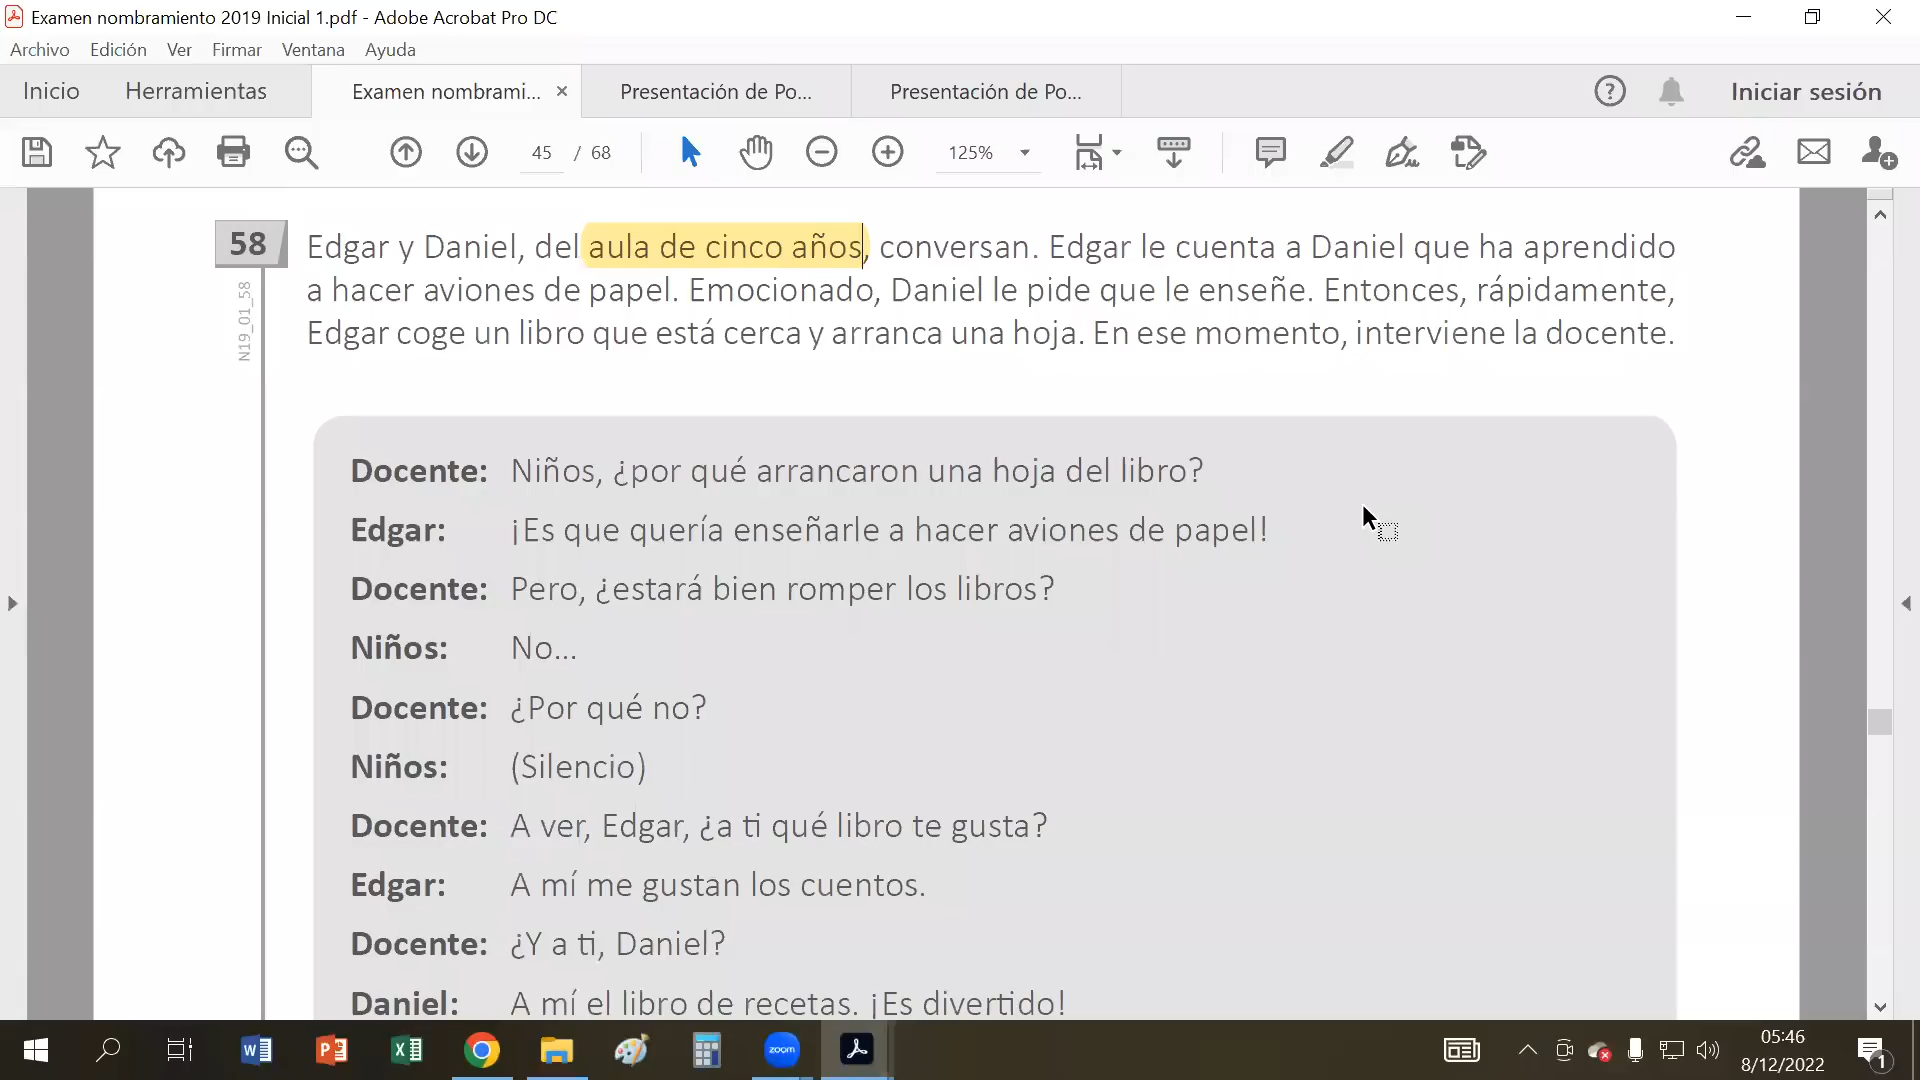 Examen nombramiento 2019 Inicial 1.pdf - Adobe Acrobat Pro DC
Archivo Edición Ver Firmar Ventana Ayuda
Inicio Herramientas Examen nombrami... × Presentación de Po... Presentación de Po... Iniciar sesión
45 / 68 125%
58 Edgar y Daniel, del aula de cinco años, conversan. Edgar le cuenta a Daniel que ha aprendido
a hacer aviones de papel. Emocionado, Daniel le pide que le enseñe. Entonces, rápidamente,
Edgar coge un libro que está cerca y arranca una hoja. En ese momento, interviene la docente.
N19_01_58
Docente: Niños, ¿por qué arrancaron una hoja del libro?
Edgar: ¡Es que quería enseñarle a hacer aviones de papel!
Docente: Pero, ¿estará bien romper los libros?
Niños: No...
Docente: ¿Por qué no?
Niños: (Silencio)
Docente: A ver, Edgar, ¿a ti qué libro te gusta?
Edgar: A mí me gustan los cuentos.
Docente: ¿Y a ti, Daniel?
Daniel: A mí el libro de recetas. ¡Es divertido!
zoom
05:46
8/12/2022
1